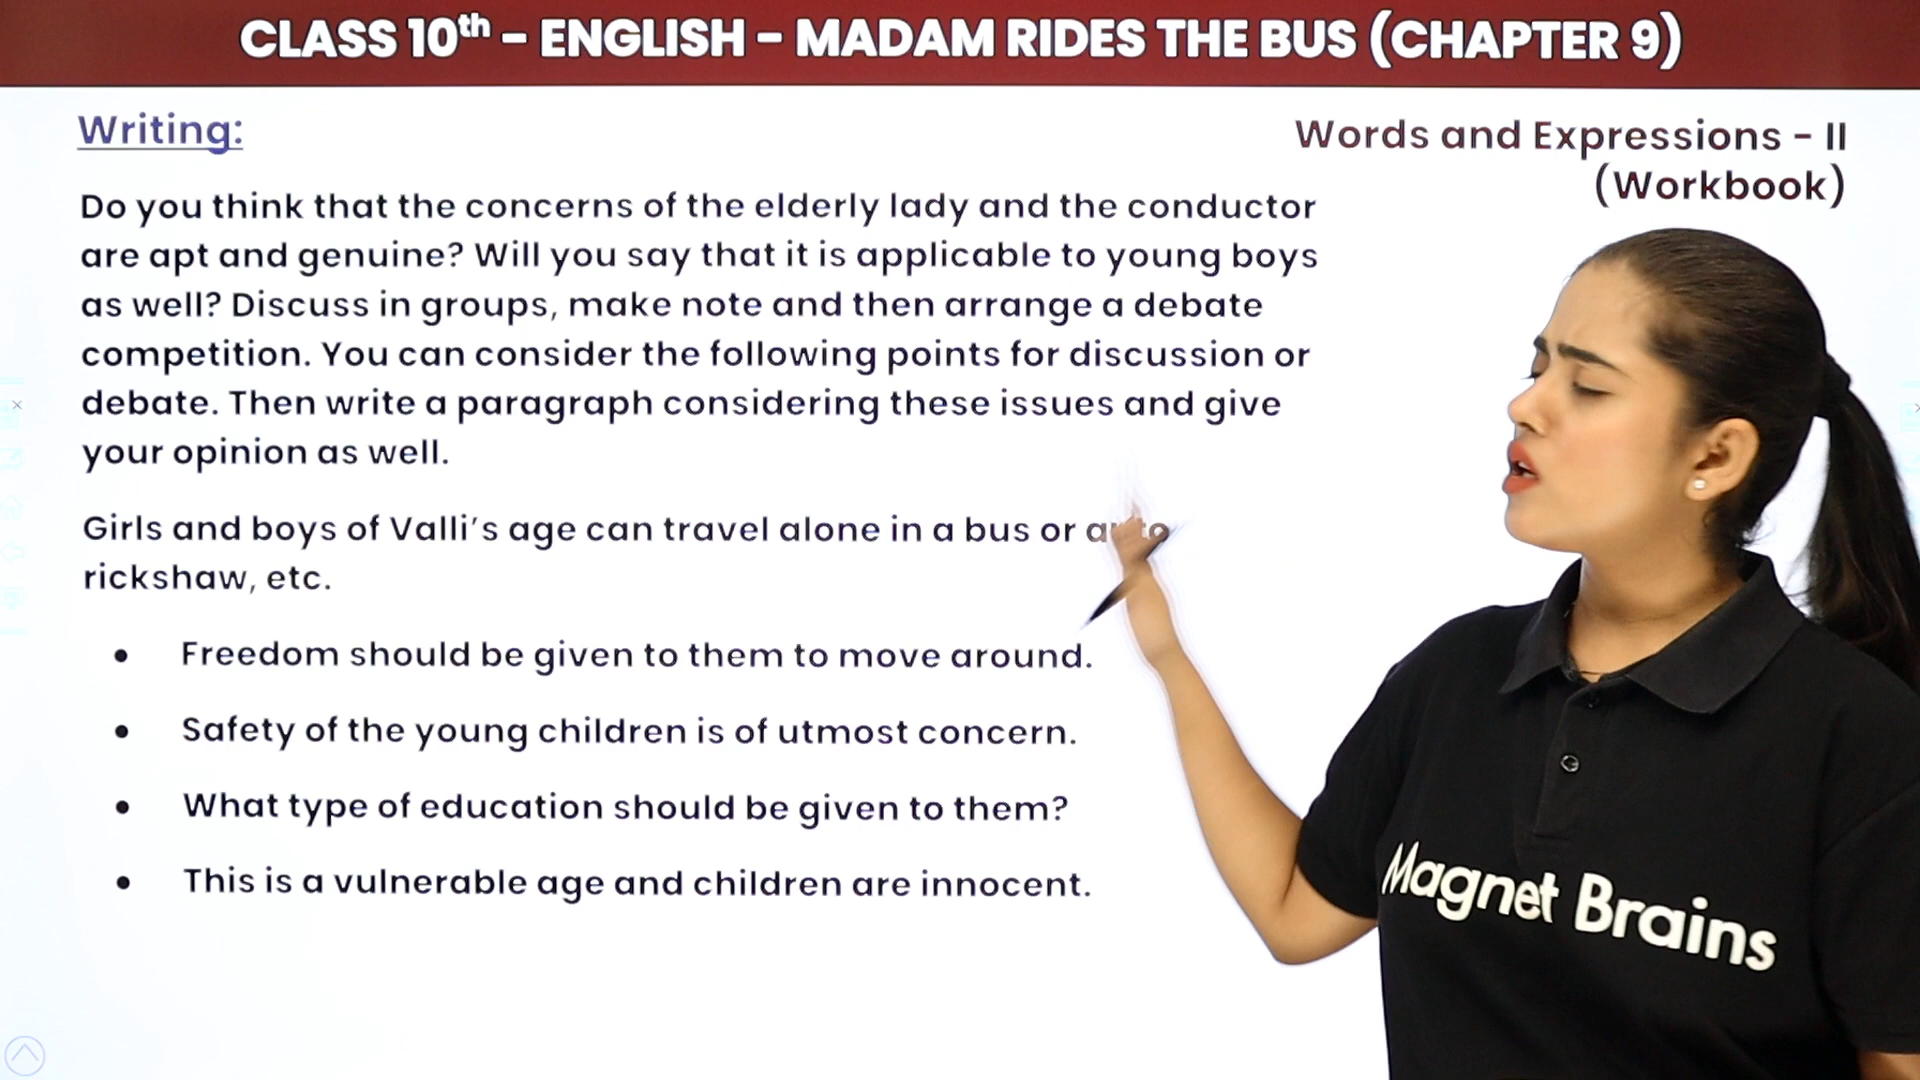 CLASS 10th - ENGLISH - MADAM RIDES THE BUS (CHAPTER 9)
Writing:
Words and Expressions - II
(Workbook)
Do you think that the concerns of the elderly lady and the conductor
are apt and genuine? Will you say that it is applicable to young boys
as well? Discuss in groups, make note and then arrange a debate
competition. You can consider the following points for discussion or
debate. Then write a paragraph considering these issues and give
your opinion as well.
Girls and boys of Valli's age can travel alone in a bus or auto
rickshaw, etc.
• Freedom should be given to them to move around.
• Safety of the young children is of utmost concern.
• What type of education should be given to them?
• This is a vulnerable age and children are innocent.
Magnet Brains